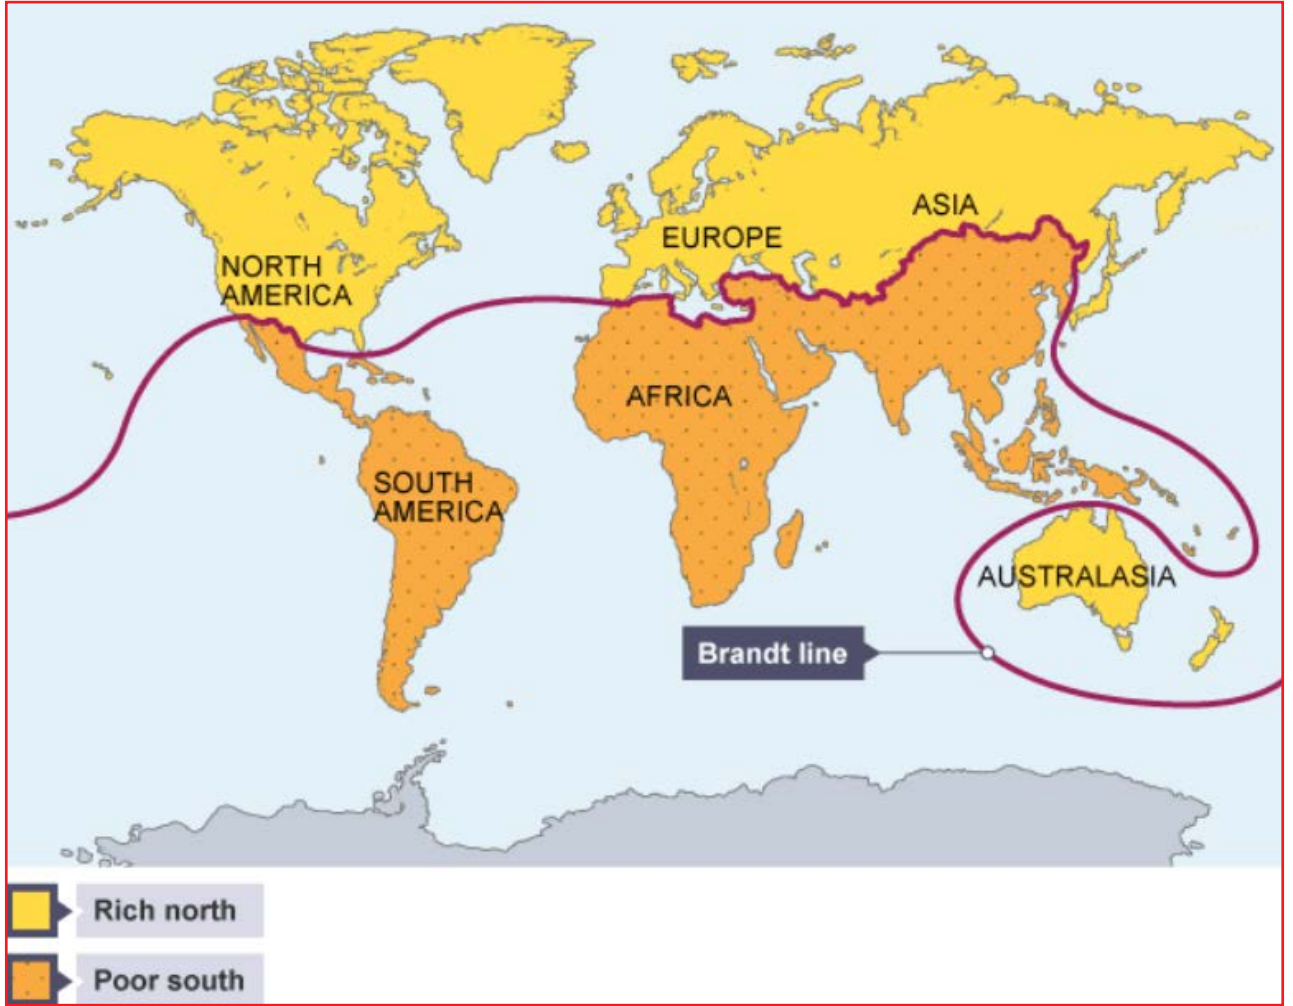 ASIA
EUROPE
NORTH
AMERICA
AFRICA
SOUTH
AMERICA
AUSTRALASIA
Brandt line
Rich north
Poor south